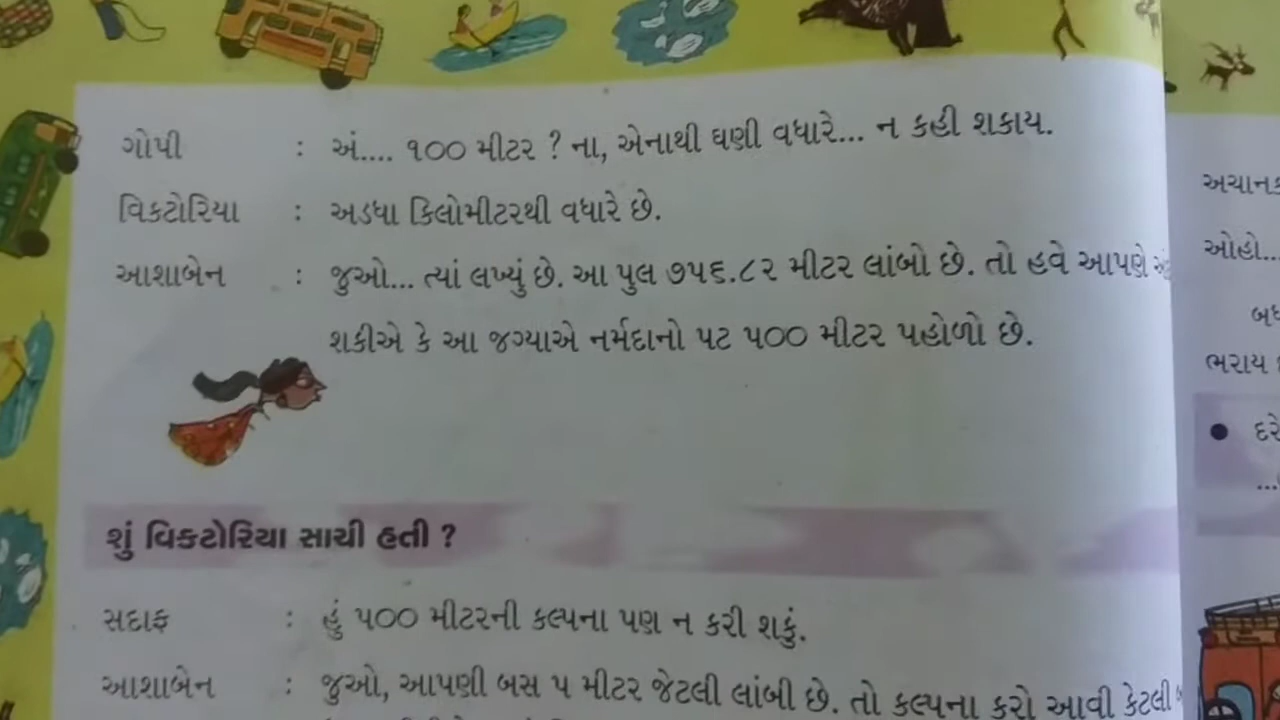 ગોપી : અં.... ૧૦૦ મીટર ? ના, એનાથી ઘણી વધારે... ન કહી શકાય.
વિકટોરિયા : અડધા કિલોમીટરથી વધારે છે.
આશાબેન : જુઓ... ત્યાં લખ્યું છે. આ પુલ ૭૫૬.૮૨ મીટર લાંબો છે. તો હવે આપણે
શકીએ કે આ જગ્યાએ નર્મદાનો પટ ૫૦૦ મીટર પહોળો છે.
શું વિકટોરિયા સાચી હતી ?
સદાફ : હું ૫૦૦ મીટરની કલ્પના પણ ન કરી શકું.
આશાબેન : જુઓ, આપણી બસ ૫ મીટર જેટલી લાંબી છે. તો કલ્પના કરો આવી કેટલી
ઓહો...
ભરાય